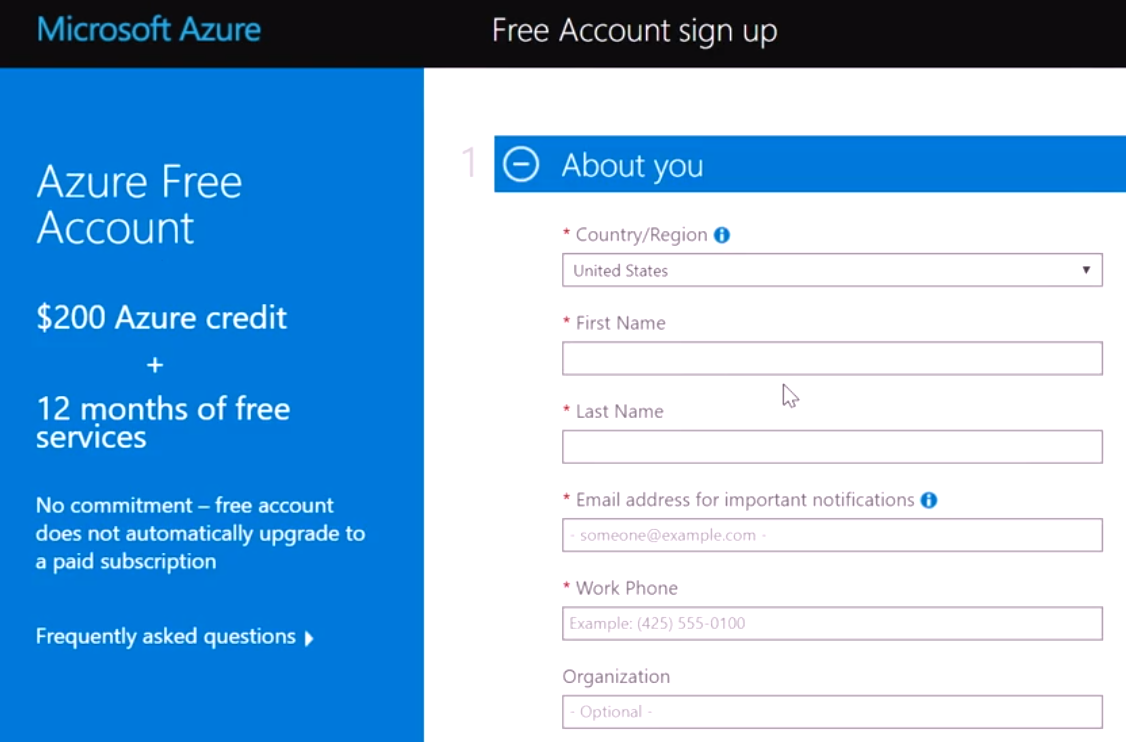 Microsoft Azure
Free Account sign up
Azure Free
Account
$200 Azure credit
+
12 months of free
services
No commitment – free account
does not automatically upgrade to
a paid subscription
Frequently asked questions
1
About you
* Country/Region
United States
* First Name
* Last Name
* Email address for important notifications
- someone@example.com -
* Work Phone
Example: (425) 555-0100
Organization
- Optional -